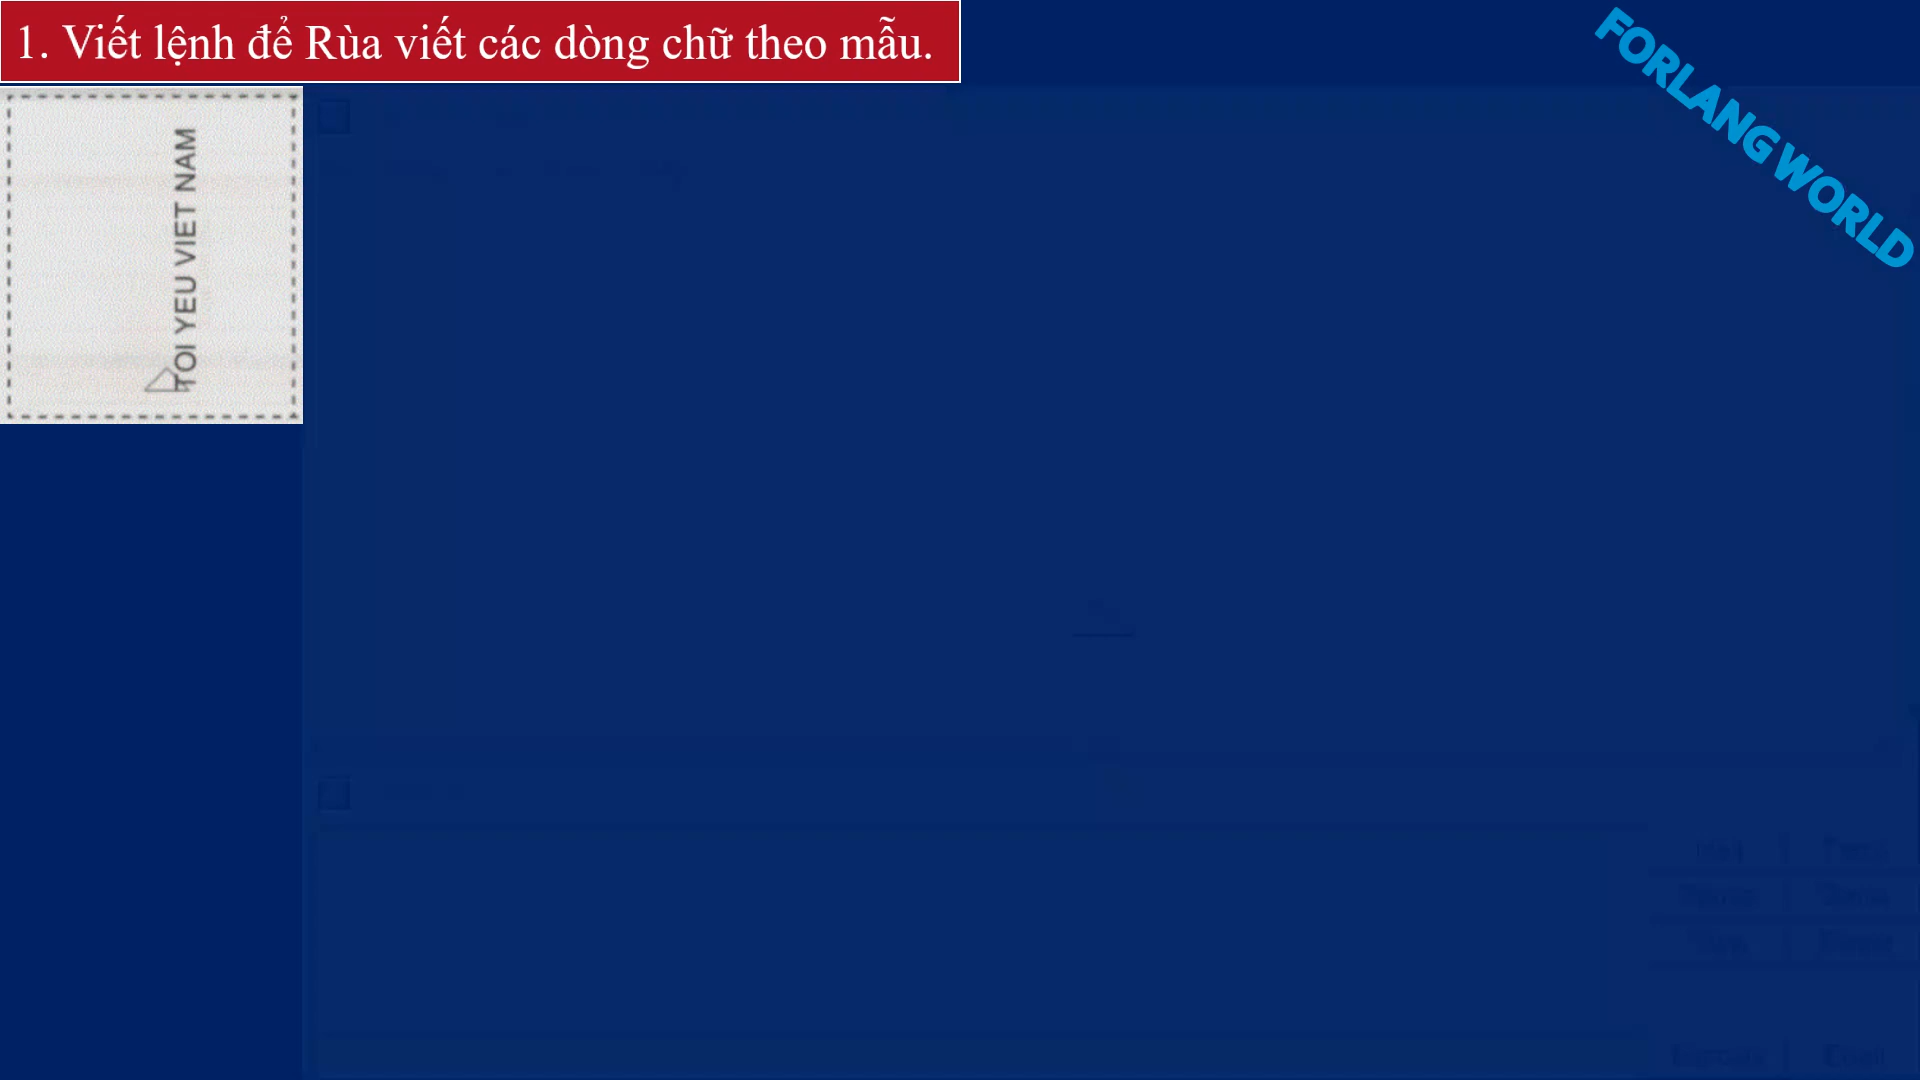 1. Viết lệnh để Rùa viết các dòng chữ theo mẫu.
FORLANG WORLD
TOI YEU VIET NAM